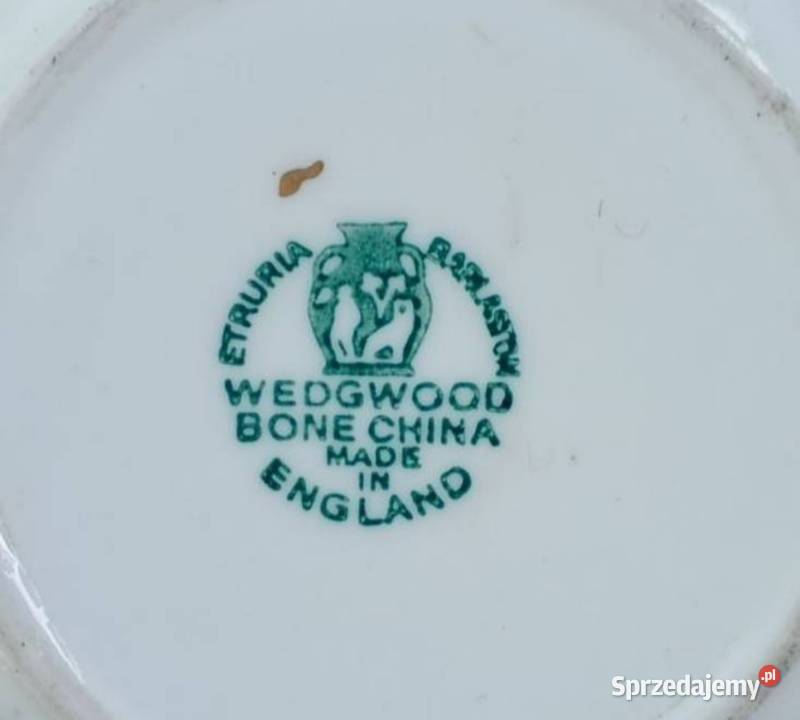 ETRURIA
BARLASTON
WEDGWOOD
BONE CHINA
MADE
IN
ENGLAND
Sprzedajemy.pl